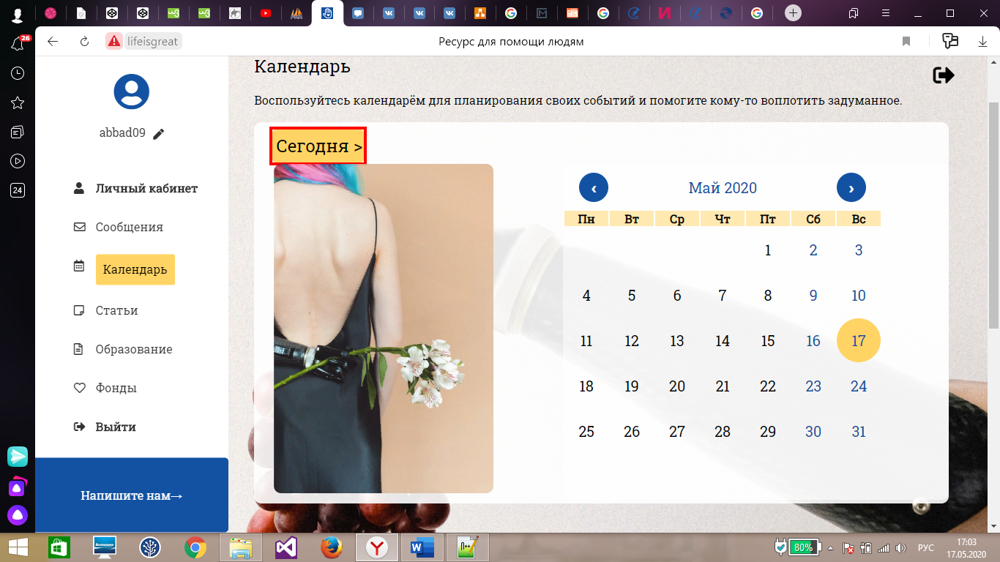 26
lifeisgreat
Ресурс для помощи людям
abbad09
Личный кабинет
Сообщения
Календарь
Статьи
Образование
Фонды
Выйти
Напишите нам→
24
Календарь
Воспользуйтесь календарём для планирования своих событий и помогите кому-то воплотить задуманное.
Сегодня >
‹ Май 2020 ›
Пн Вт Ср Чт Пт Сб Вс
1 2 3
4 5 6 7 8 9 10
11 12 13 14 15 16 17
18 19 20 21 22 23 24
25 26 27 28 29 30 31
80%
РУС
17:03
17.05.2020